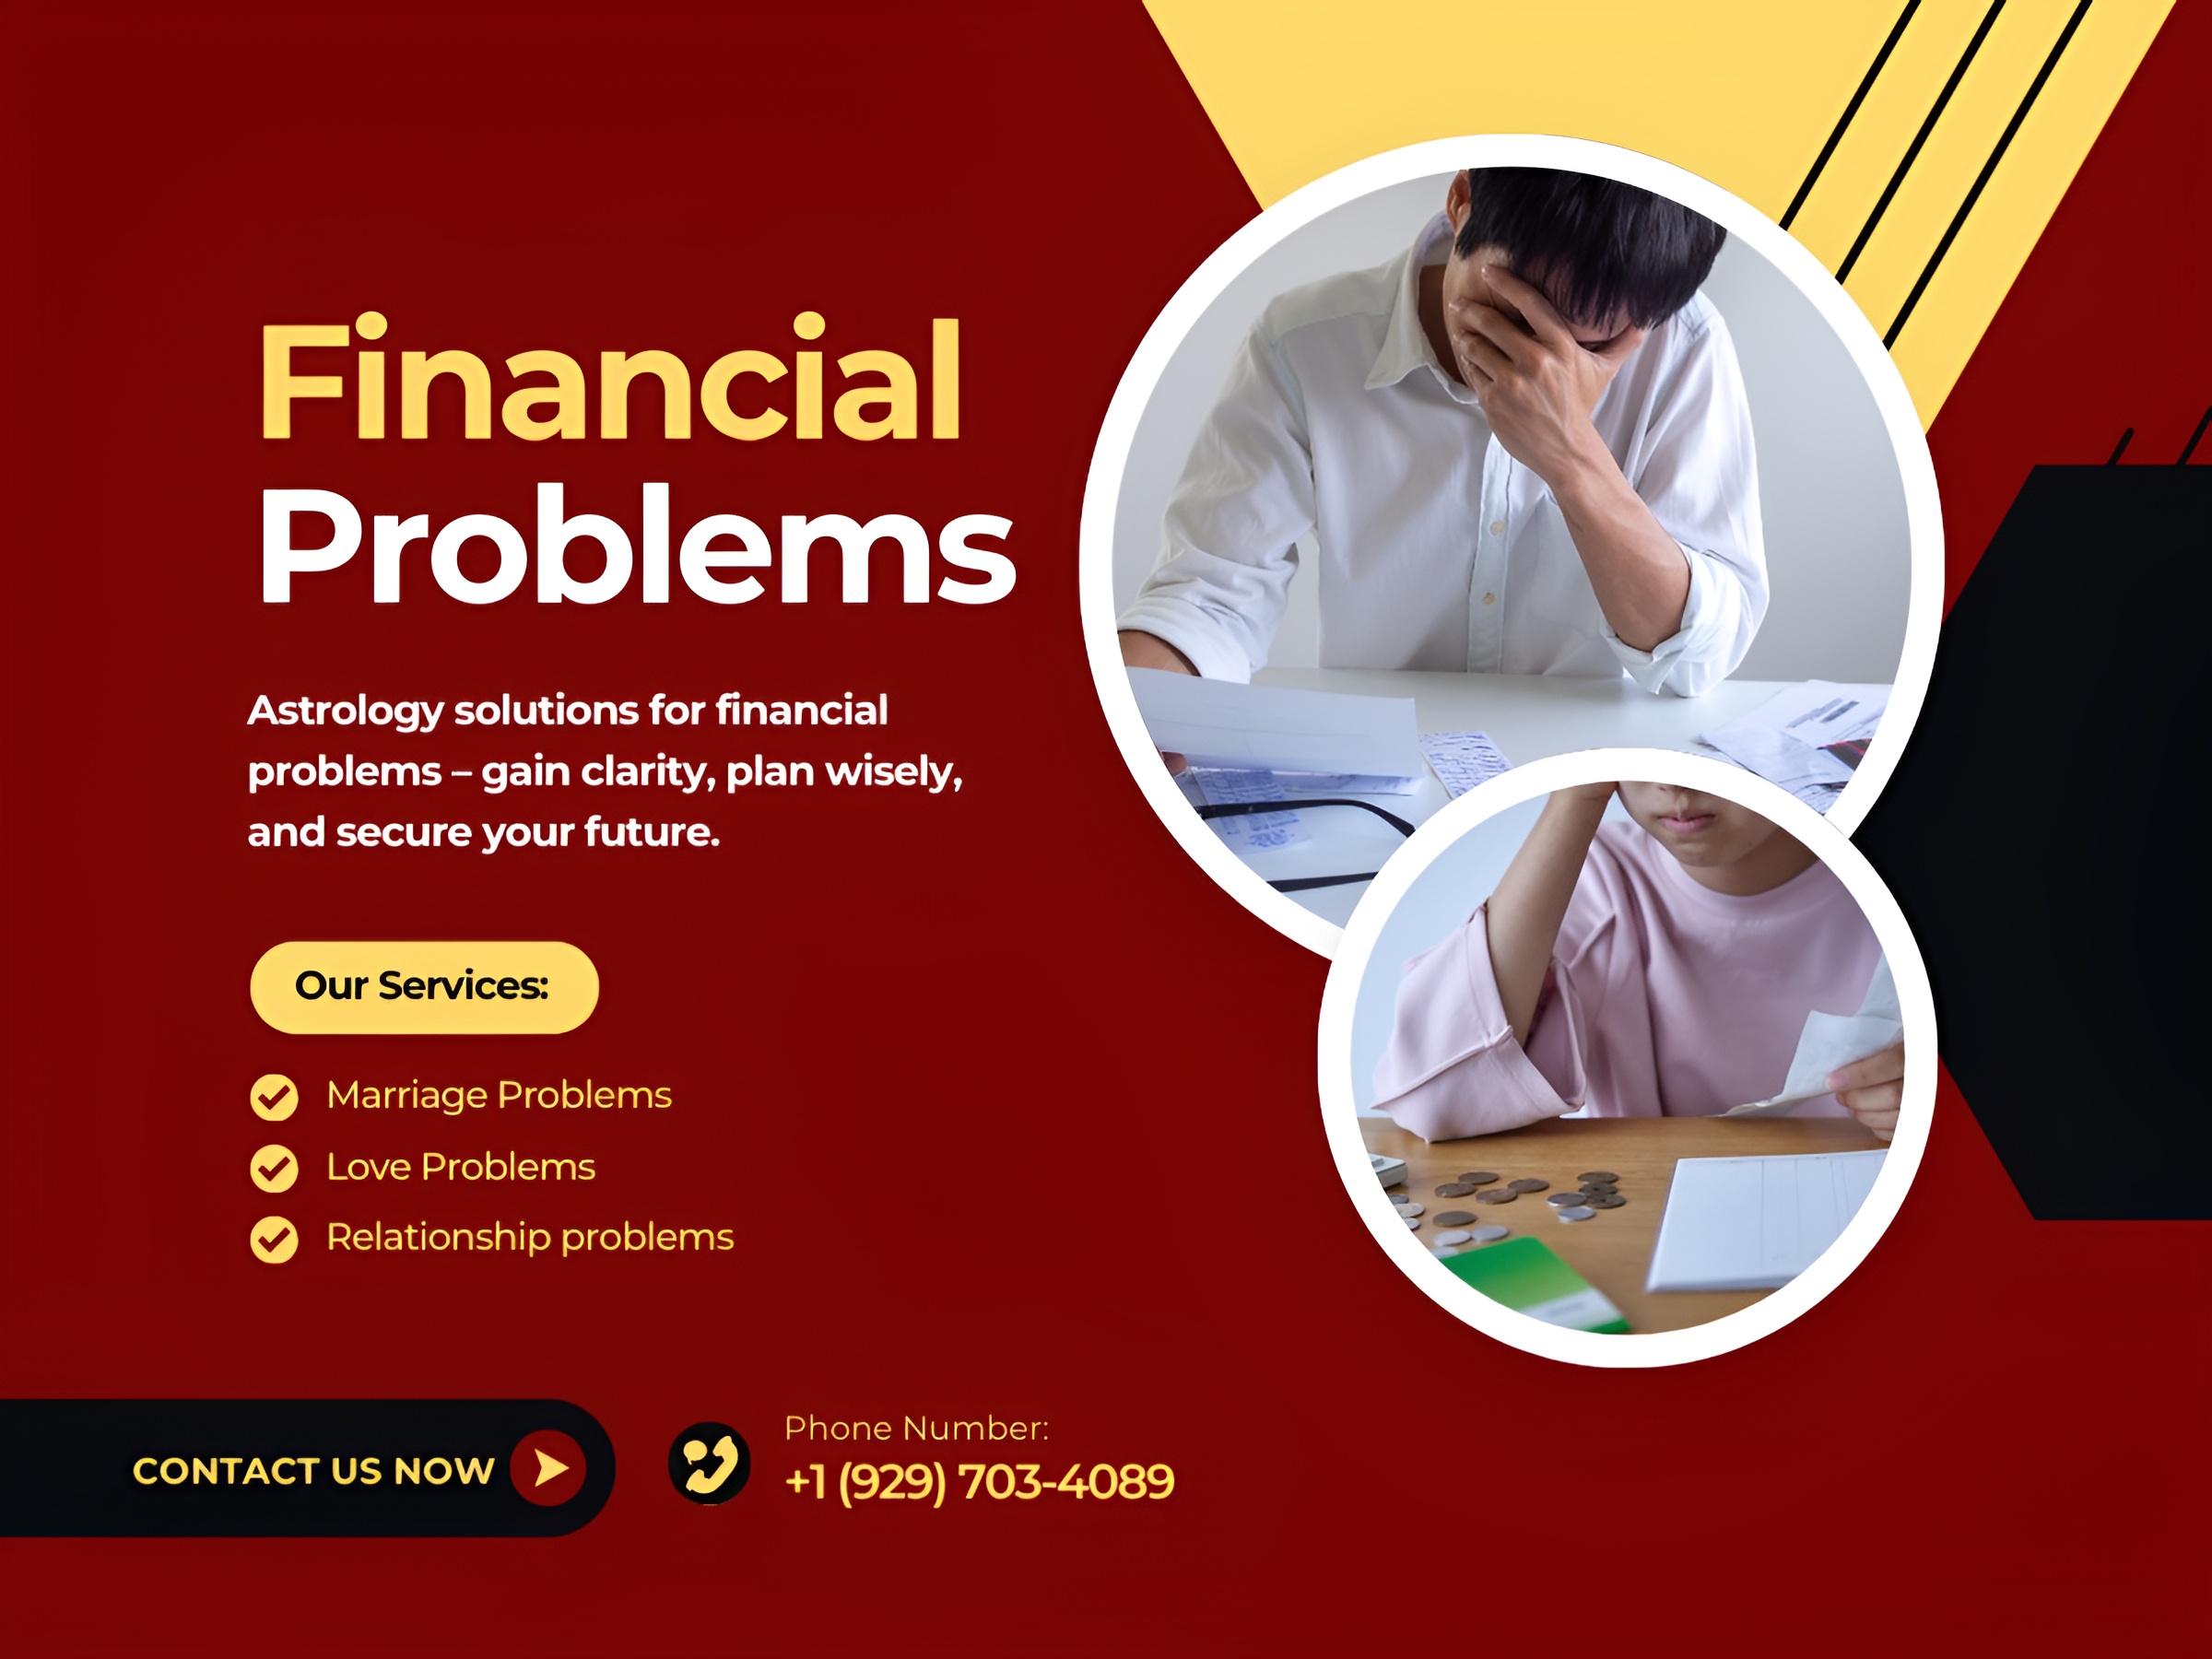 Financial
Problems
Astrology solutions for financial
problems – gain clarity, plan wisely,
and secure your future.
Our Services:
Marriage Problems
Love Problems
Relationship problems
CONTACT US NOW
Phone Number:
+1 (929) 703-4089